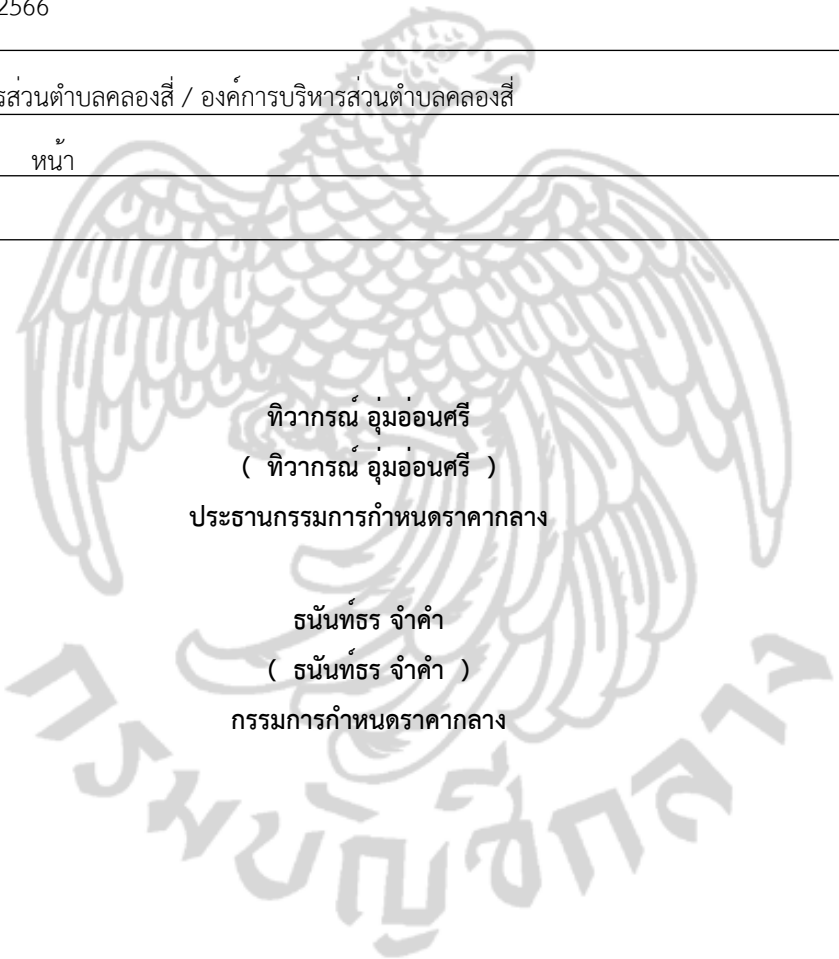 2566
รส่วนตำบลคลองสี่ / องค์การบริหารส่วนตำบลคลองสี่
หน้า
ทิวากรณ์ อุ่มอ่อนศรี
( ทิวากรณ์ อุ่มอ่อนศรี )
ประธานกรรมการกำหนดราคากลาง
ธนันท์ธร จำคำ
( ธนันท์ธร จำคำ )
กรรมการกำหนดราคากลาง
กรมบัญชีกลาง